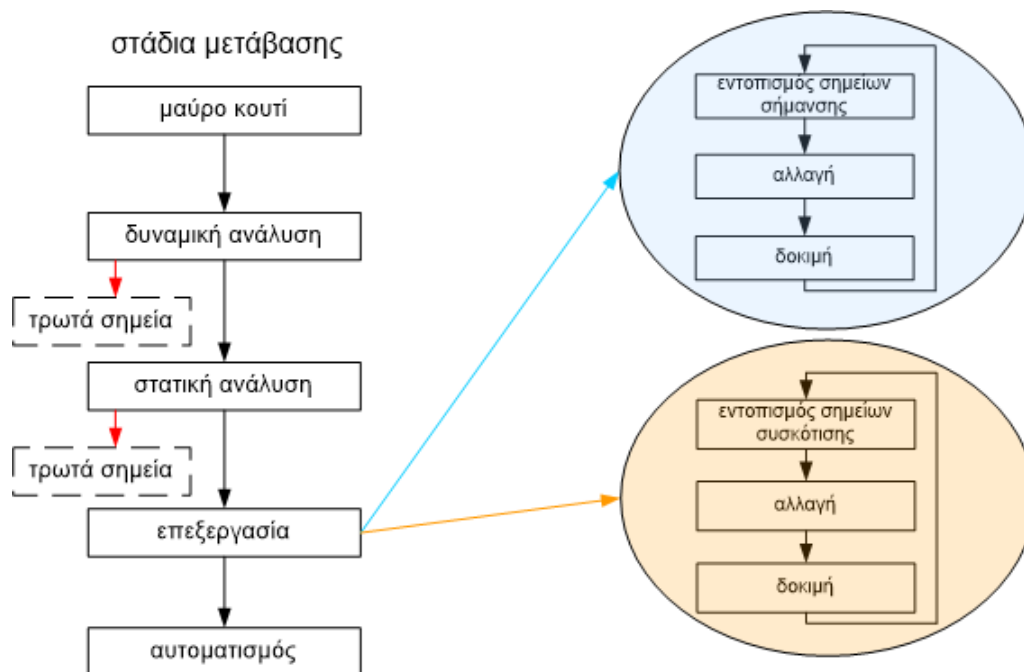 στάδια μετάβασης
μαύρο κουτί
δυναμική ανάλυση
τρωτά σημεία
στατική ανάλυση
τρωτά σημεία
επεξεργασία
αυτοματισμός
εντοπισμός σημείων
σήμανσης
αλλαγή
δοκιμή
εντοπισμός σημείων
συσκότισης
αλλαγή
δοκιμή